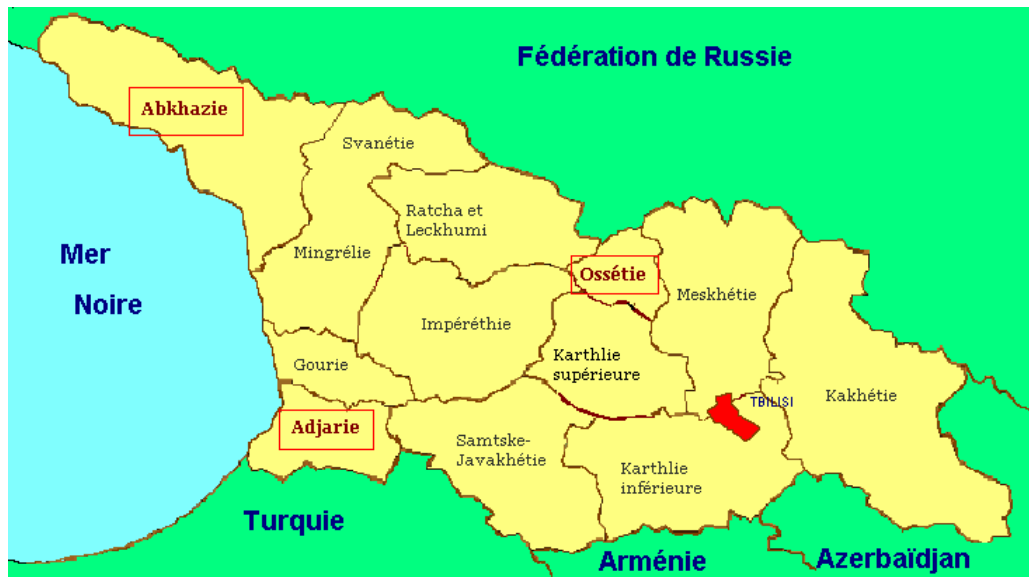 Fédération de Russie
Abkhazie
Svanétie
Ratcha et
Leckhumi
Mer
Noire
Mingrélie
Ossétie
Meskhétie
Impéréthie
Karthlie
supérieure
Gourie
Kakhétie
TBILISI
Adjarie
Samtske-
Javakhétie
Karthlie
inférieure
Turquie
Arménie
Azerbaïdjan